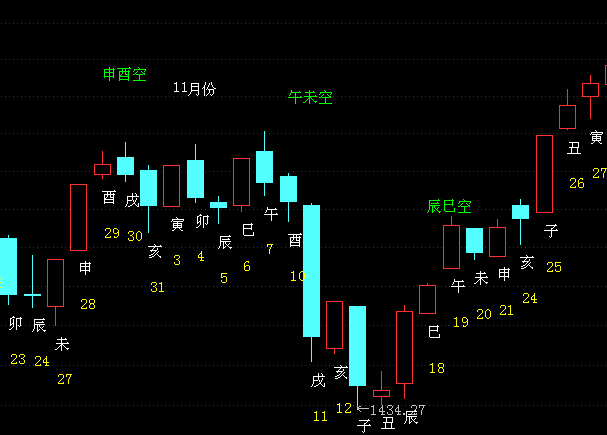 申酉空
11月份
午未空
辰巳空
丑
寅
酉
戌
寅
卯
辰
巳
午
酉
亥
子
申
亥
午
未
申
卯
辰
未
巳
戌
亥
子
丑
辰
26
27
29
30
31
3
4
5
6
7
10
25
24
28
19
20
21
23
24
27
18
11
12
←1434.27